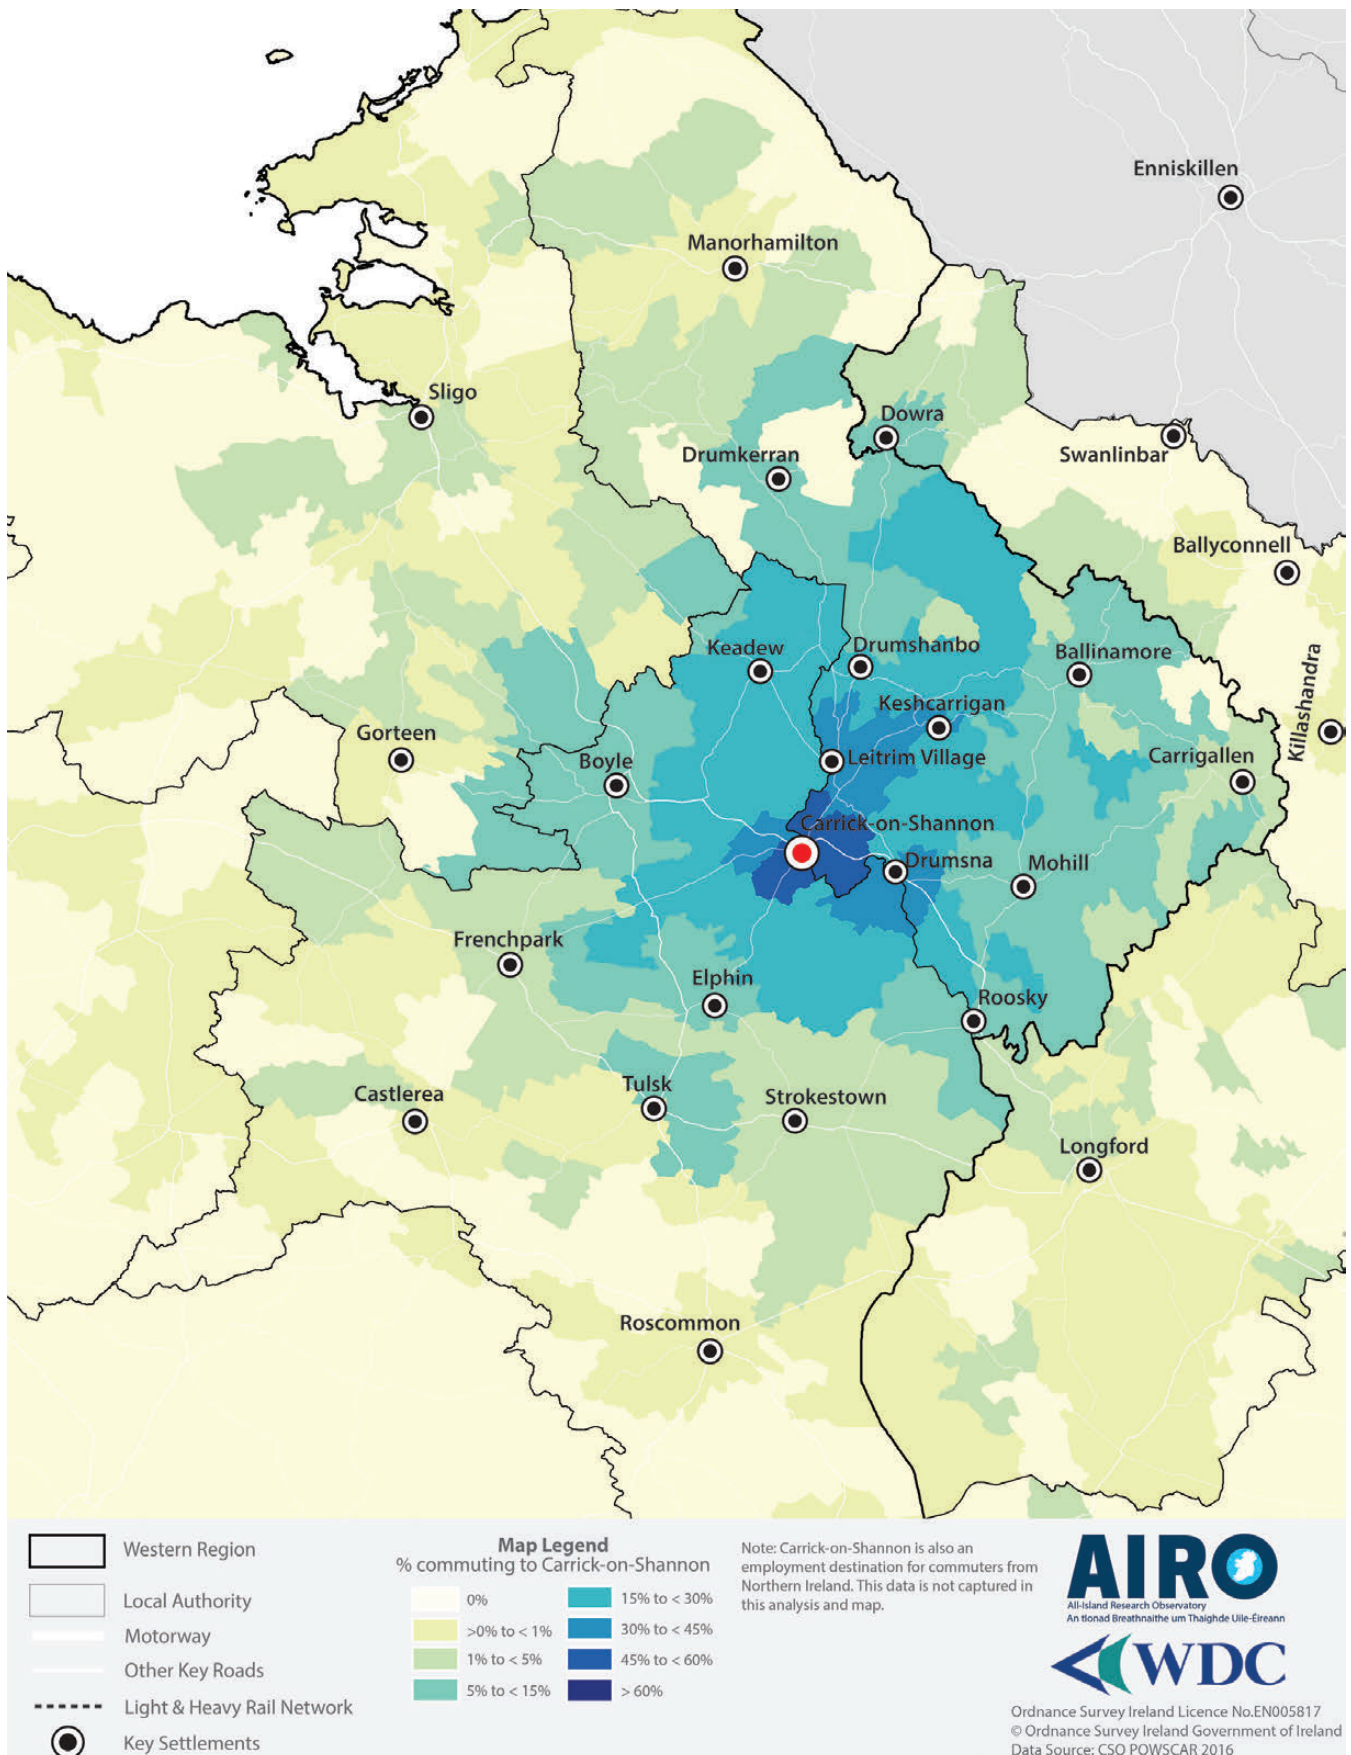 Enniskillen
Manorhamilton
Sligo
Dowra
Swanlinbar
Drumkerran
Ballyconnell
Keadew
Drumshanbo
Ballinamore
Killashandra
Keshcarrigan
Gorteen
Boyle
Leitrim Village
Carrigallen
Carrick-on-Shannon
Drumsna
Mohill
Frenchpark
Elphin
Roosky
Castlerea
Tulsk
Strokestown
Longford
Roscommon
Western Region
Local Authority
Motorway
Other Key Roads
Light & Heavy Rail Network
Key Settlements
Map Legend
% commuting to Carrick-on-Shannon
0%
>0% to < 1%
1% to < 5%
5% to < 15%
15% to < 30%
30% to < 45%
45% to < 60%
> 60%
Note: Carrick-on-Shannon is also an
employment destination for commuters from
Northern Ireland. This data is not captured in
this analysis and map.
AIRO
All-Island Research Observatory
An tIonad Breathnaithe um Thaighde Uile-Éireann
WDC
Ordnance Survey Ireland Licence No.EN005817
© Ordnance Survey Ireland Government of Ireland
Data Source: CSO POWSCAR 2016